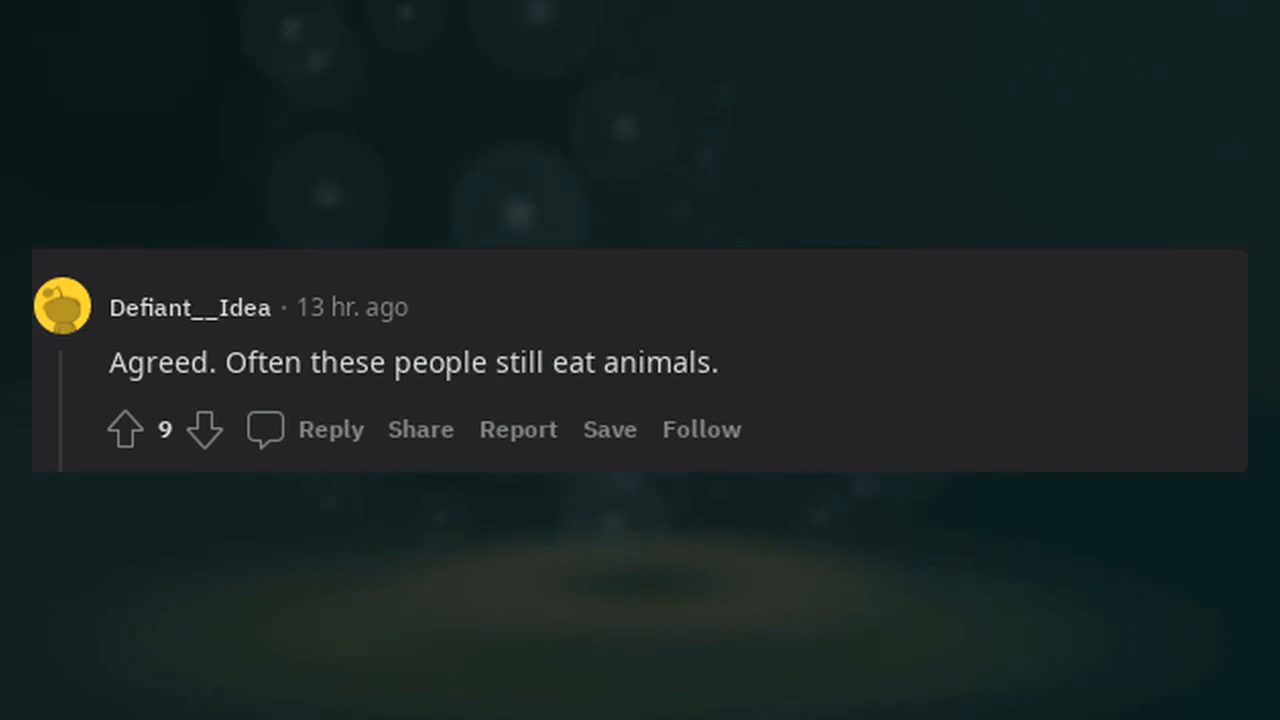 Defiant__Idea · 13 hr. ago
Agreed. Often these people still eat animals.
9 Reply Share Report Save Follow